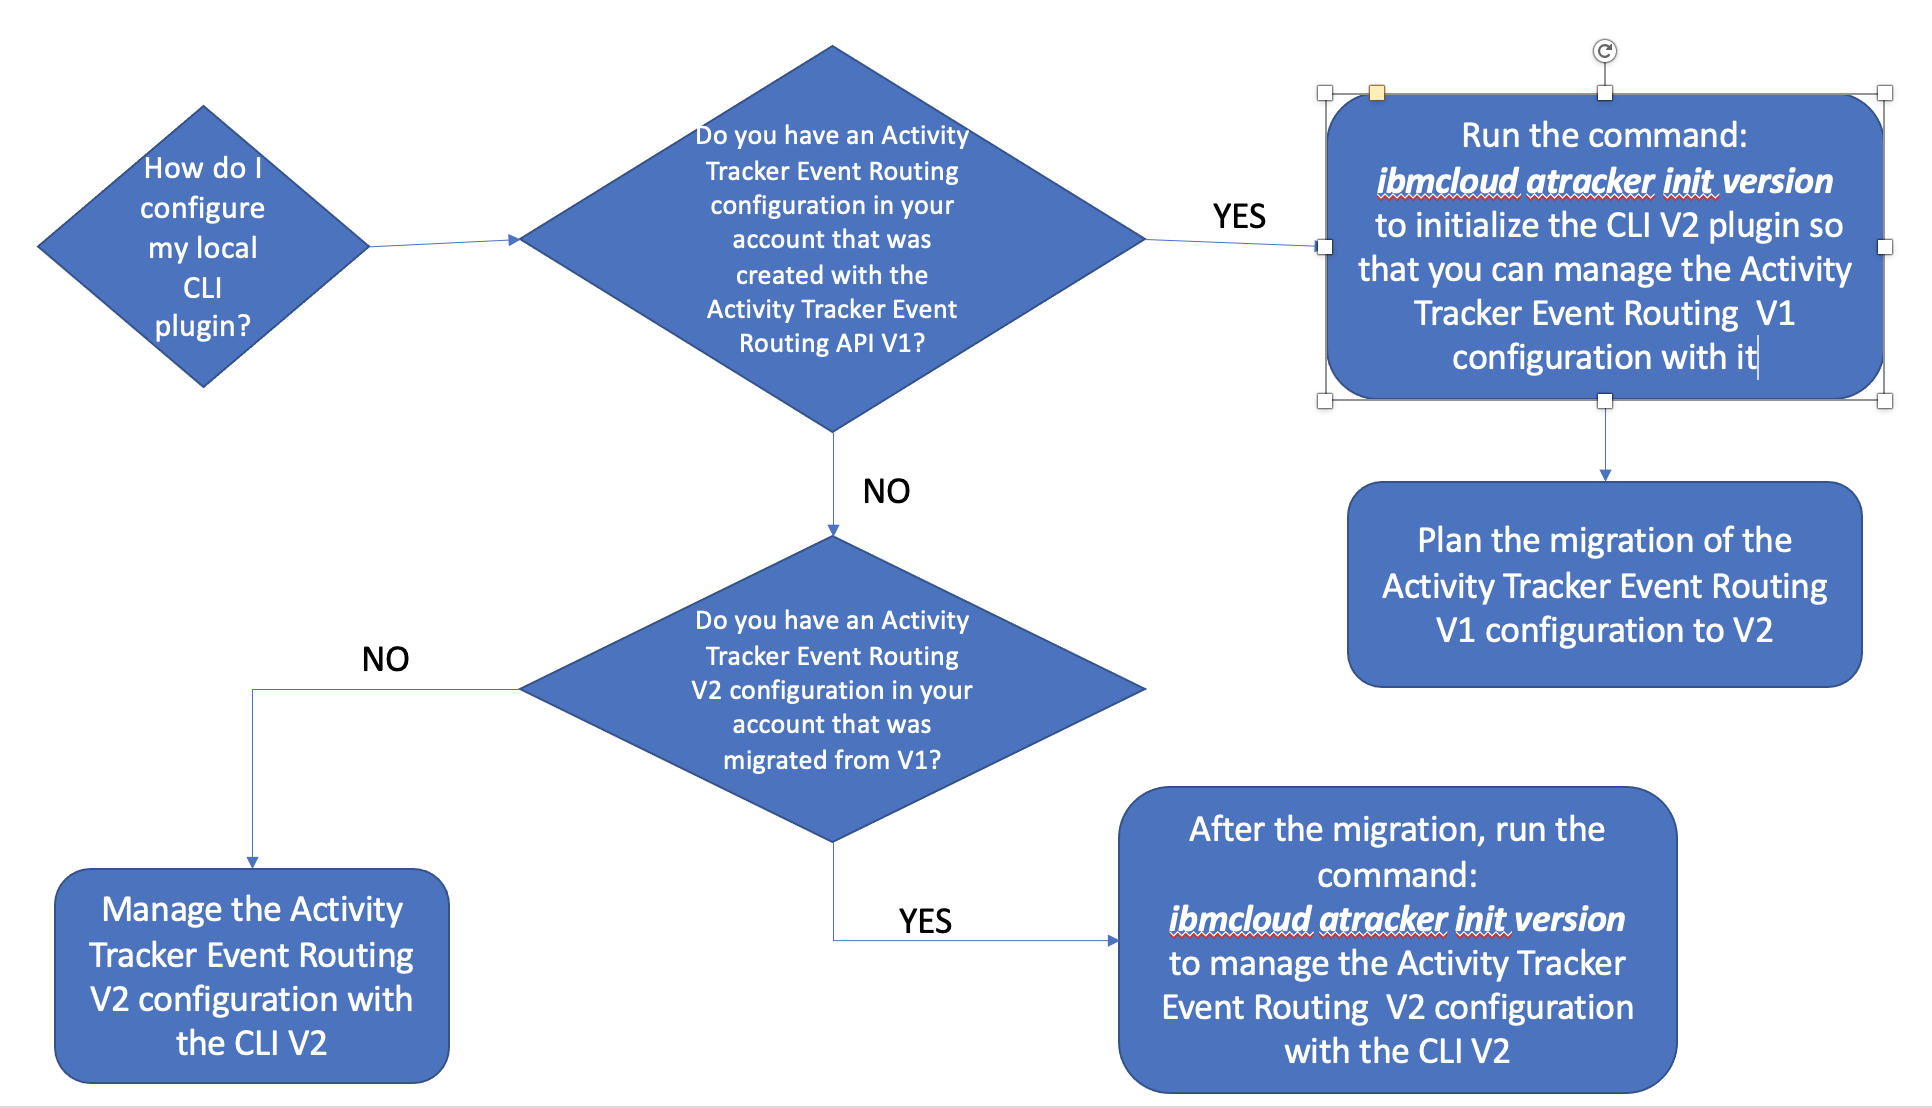 How do I
configure
my local
CLI
plugin?
Do you have an Activity
Tracker Event Routing
configuration in your
account that was
created with the
Activity Tracker Event
Routing API V1?
YES
Run the command:
ibmcloud atracker init version
to initialize the CLI V2 plugin so
that you can manage the Activity
Tracker Event Routing  V1
configuration with it
NO
Plan the migration of the
Activity Tracker Event Routing
V1 configuration to V2
Do you have an Activity
Tracker Event Routing
V2 configuration in your
account that was
migrated from V1?
NO
Manage the Activity
Tracker Event Routing
V2 configuration with
the CLI V2
YES
After the migration, run the
command:
ibmcloud atracker init version
to manage the Activity Tracker
Event Routing  V2 configuration
with the CLI V2